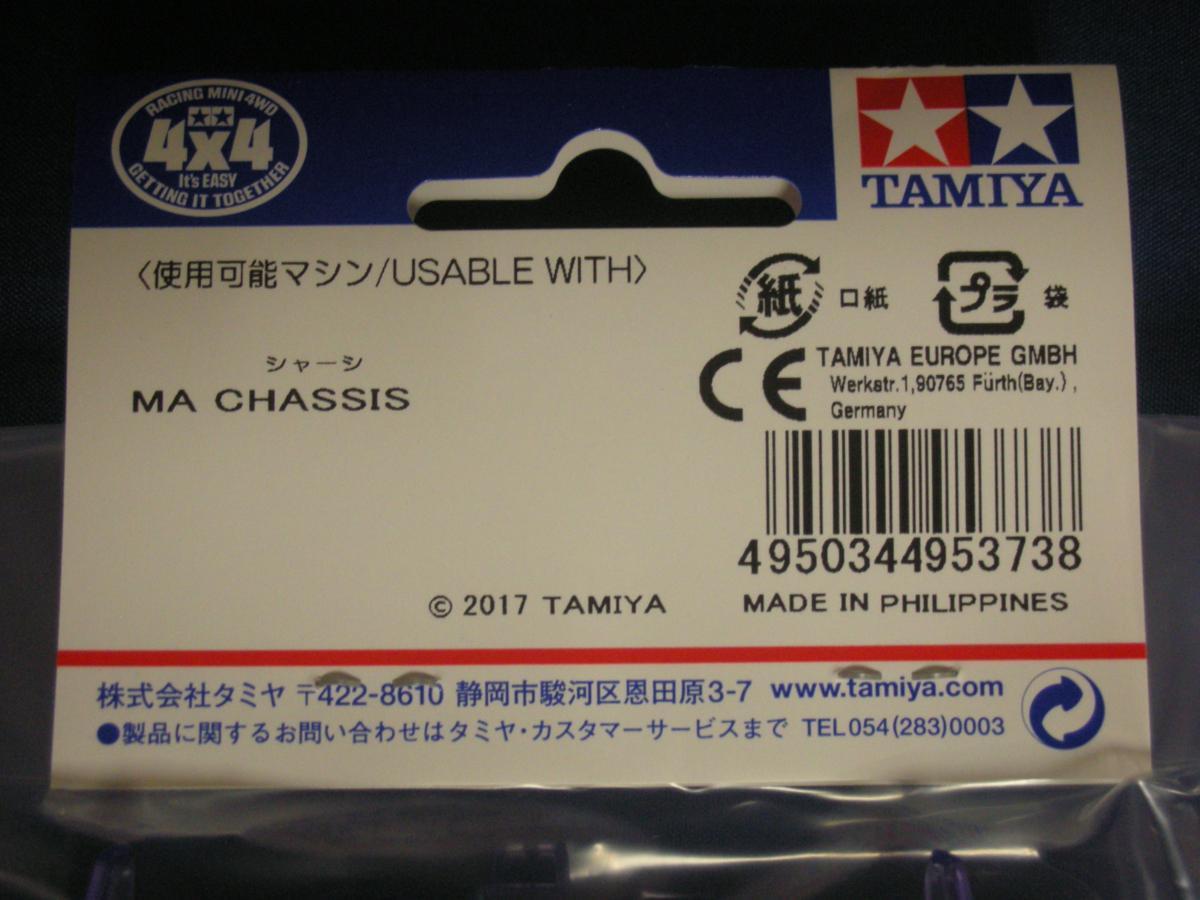 RACING MINI 4WD
4x4
It's EASY
GETTING IT TOGETHER
TAMIYA
〈使用可能マシン/USABLE WITH〉
シャーシ
MA CHASSIS
紙 口紙
プラ 袋
CE
TAMIYA EUROPE GMBH
Werkstr.1,90765 Fürth(Bay.),
Germany
4950344953738
© 2017 TAMIYA
MADE IN PHILIPPINES
株式会社タミヤ 〒422-8610 静岡市駿河区恩田原3-7 www.tamiya.com
●製品に関するお問い合わせはタミヤ・カスタマーサービスまで TEL054(283)0003